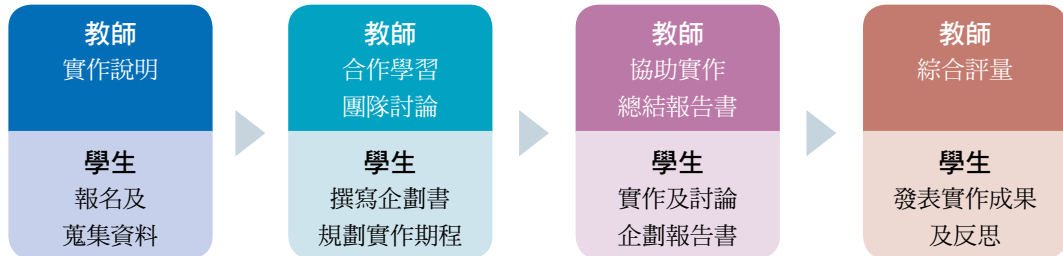 教師
實作說明
學生
報名及
蒐集資料
教師
合作學習
團隊討論
學生
撰寫企劃書
規劃實作期程
教師
協助實作
總結報告書
學生
實作及討論
企劃報告書
教師
綜合評量
學生
發表實作成果
及反思